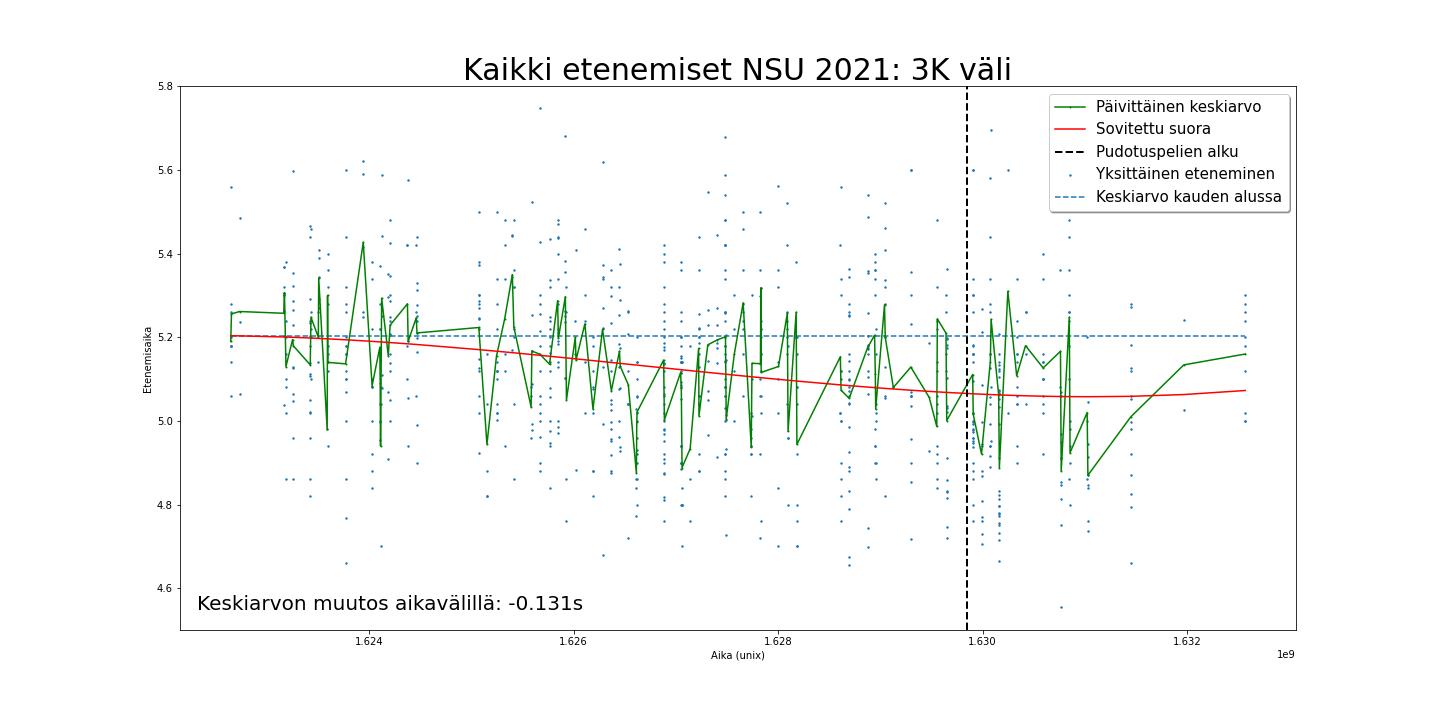 Kaikki etenemiset NSU 2021: 3K väli
5.8
5.6
5.4
5.2
5.0
4.8
4.6
Etenemisaika
Päivittäinen keskiarvo
Sovitettu suora
Pudotuspelien alku
Yksittäinen eteneminen
Keskiarvo kauden alussa
Keskiarvon muutos aikavälillä: -0.131s
1.624 1.626 1.628 1.630 1.632
Aika (unix)
1e9